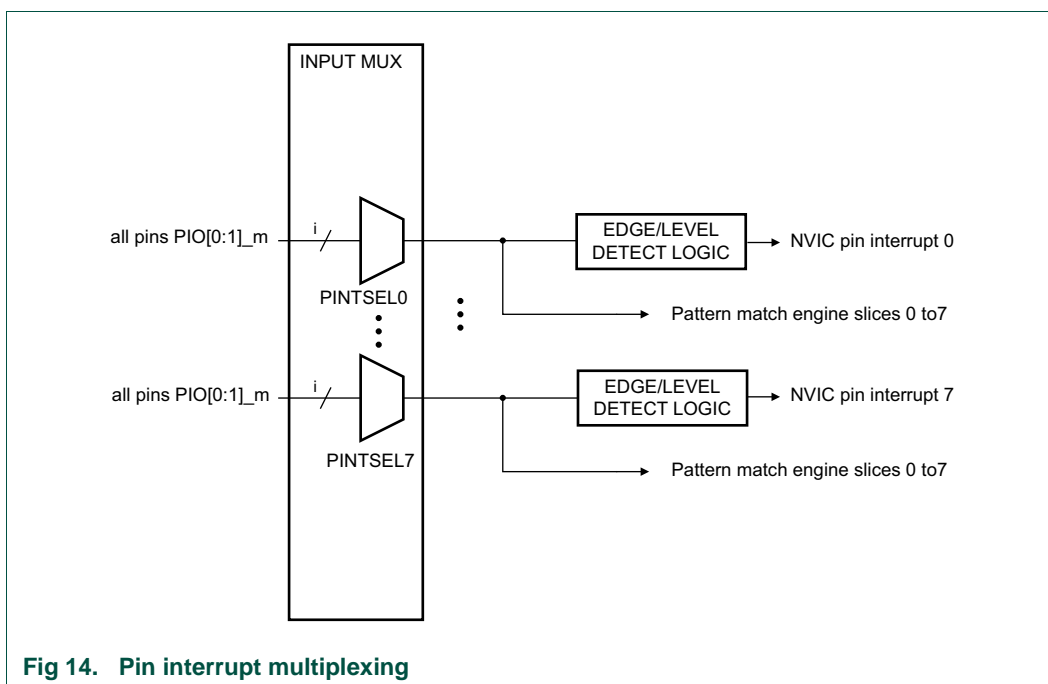 INPUT MUX
all pins PIO[0:1]_m
i
PINTSEL0
EDGE/LEVEL
DETECT LOGIC
NVIC pin interrupt 0
Pattern match engine slices 0 to7
all pins PIO[0:1]_m
i
PINTSEL7
EDGE/LEVEL
DETECT LOGIC
NVIC pin interrupt 7
Pattern match engine slices 0 to7
Fig 14. Pin interrupt multiplexing